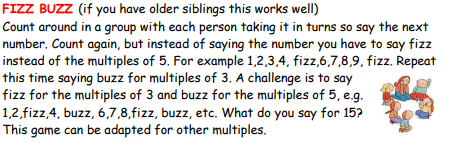 FIZZ BUZZ (if you have older siblings this works well)
Count around in a group with each person taking it in turns so say the next
number. Count again, but instead of saying the number you have to say fizz
instead of the multiples of 5. For example 1,2,3,4, fizz,6,7,8,9, fizz. Repeat
this time saying buzz for multiples of 3. A challenge is to say
fizz for the multiples of 3 and buzz for the multiples of 5, e.g.
1,2,fizz,4, buzz, 6,7,8,fizz, buzz, etc. What do you say for 15?
This game can be adapted for other multiples.